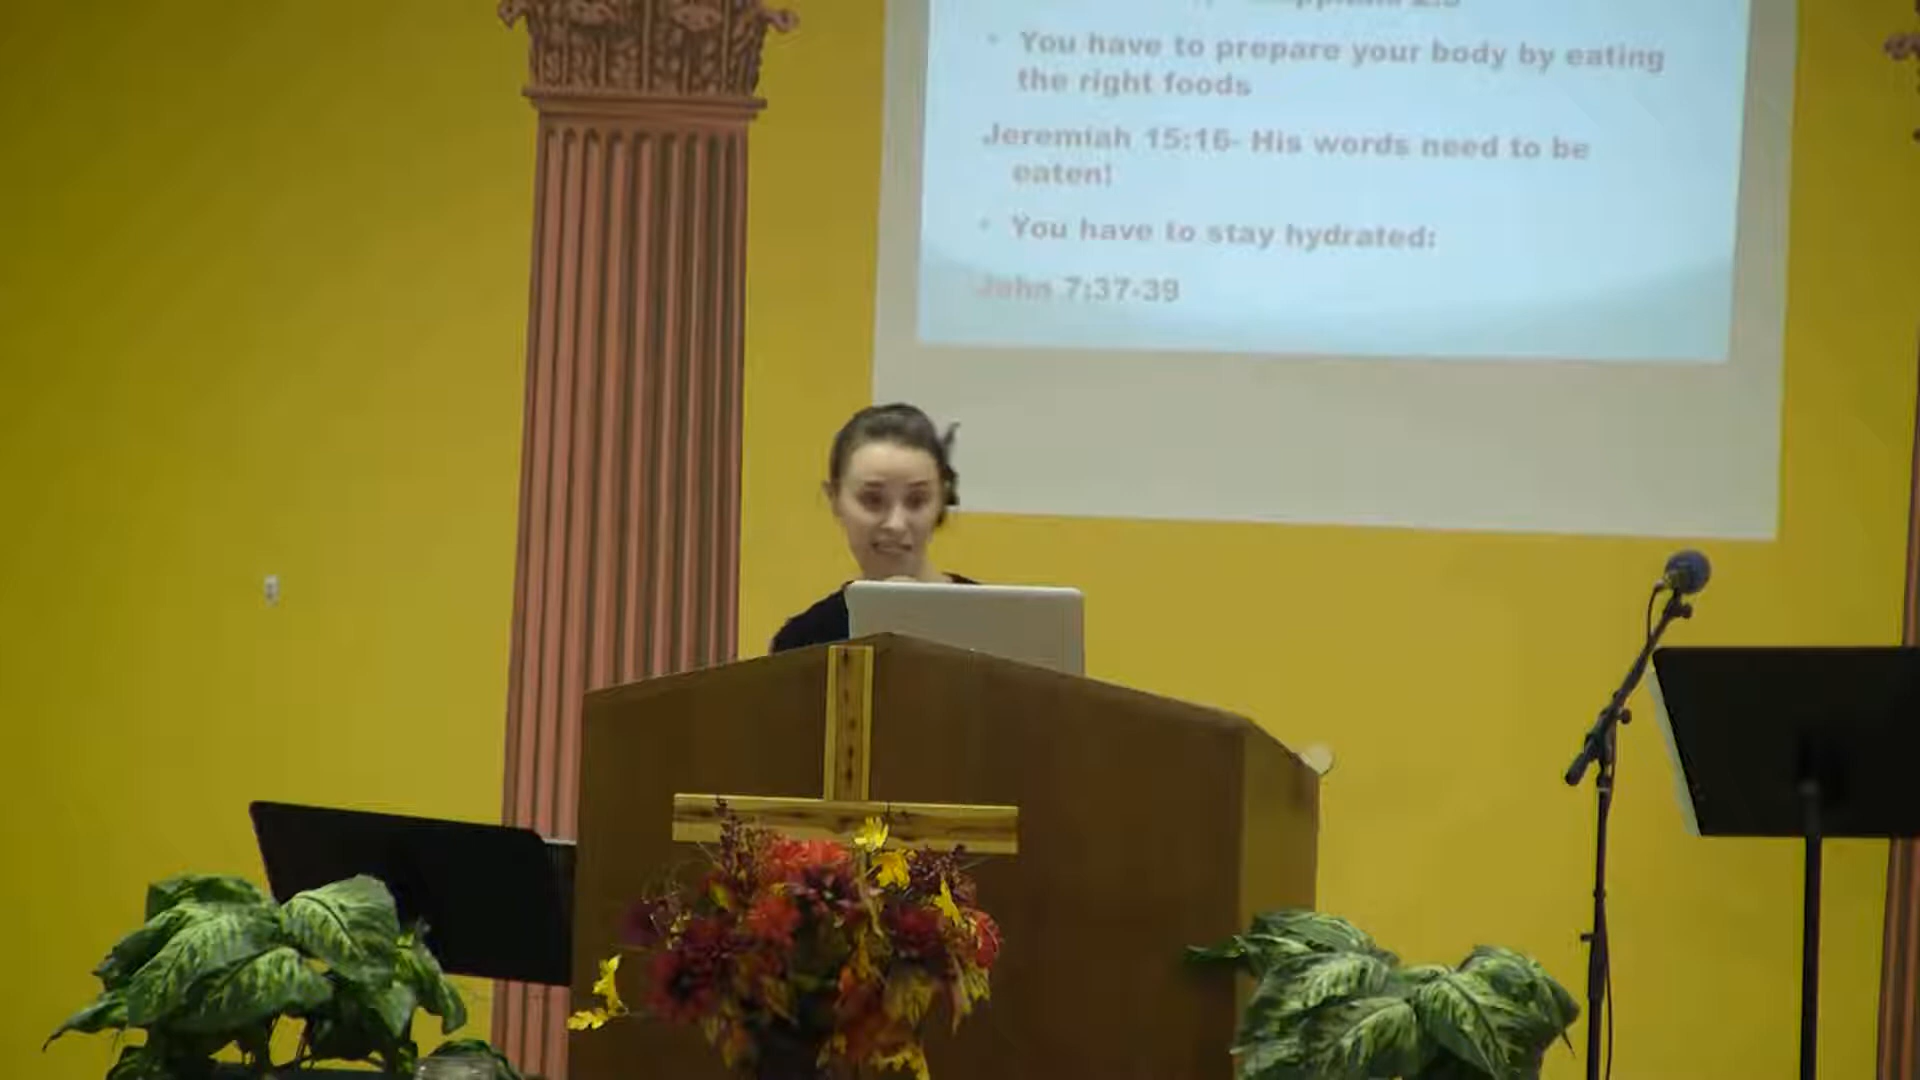 • You have to prepare your body by eating
the right foods
Jeremiah 15:16- His words need to be
eaten!
• You have to stay hydrated:
John 7:37-39